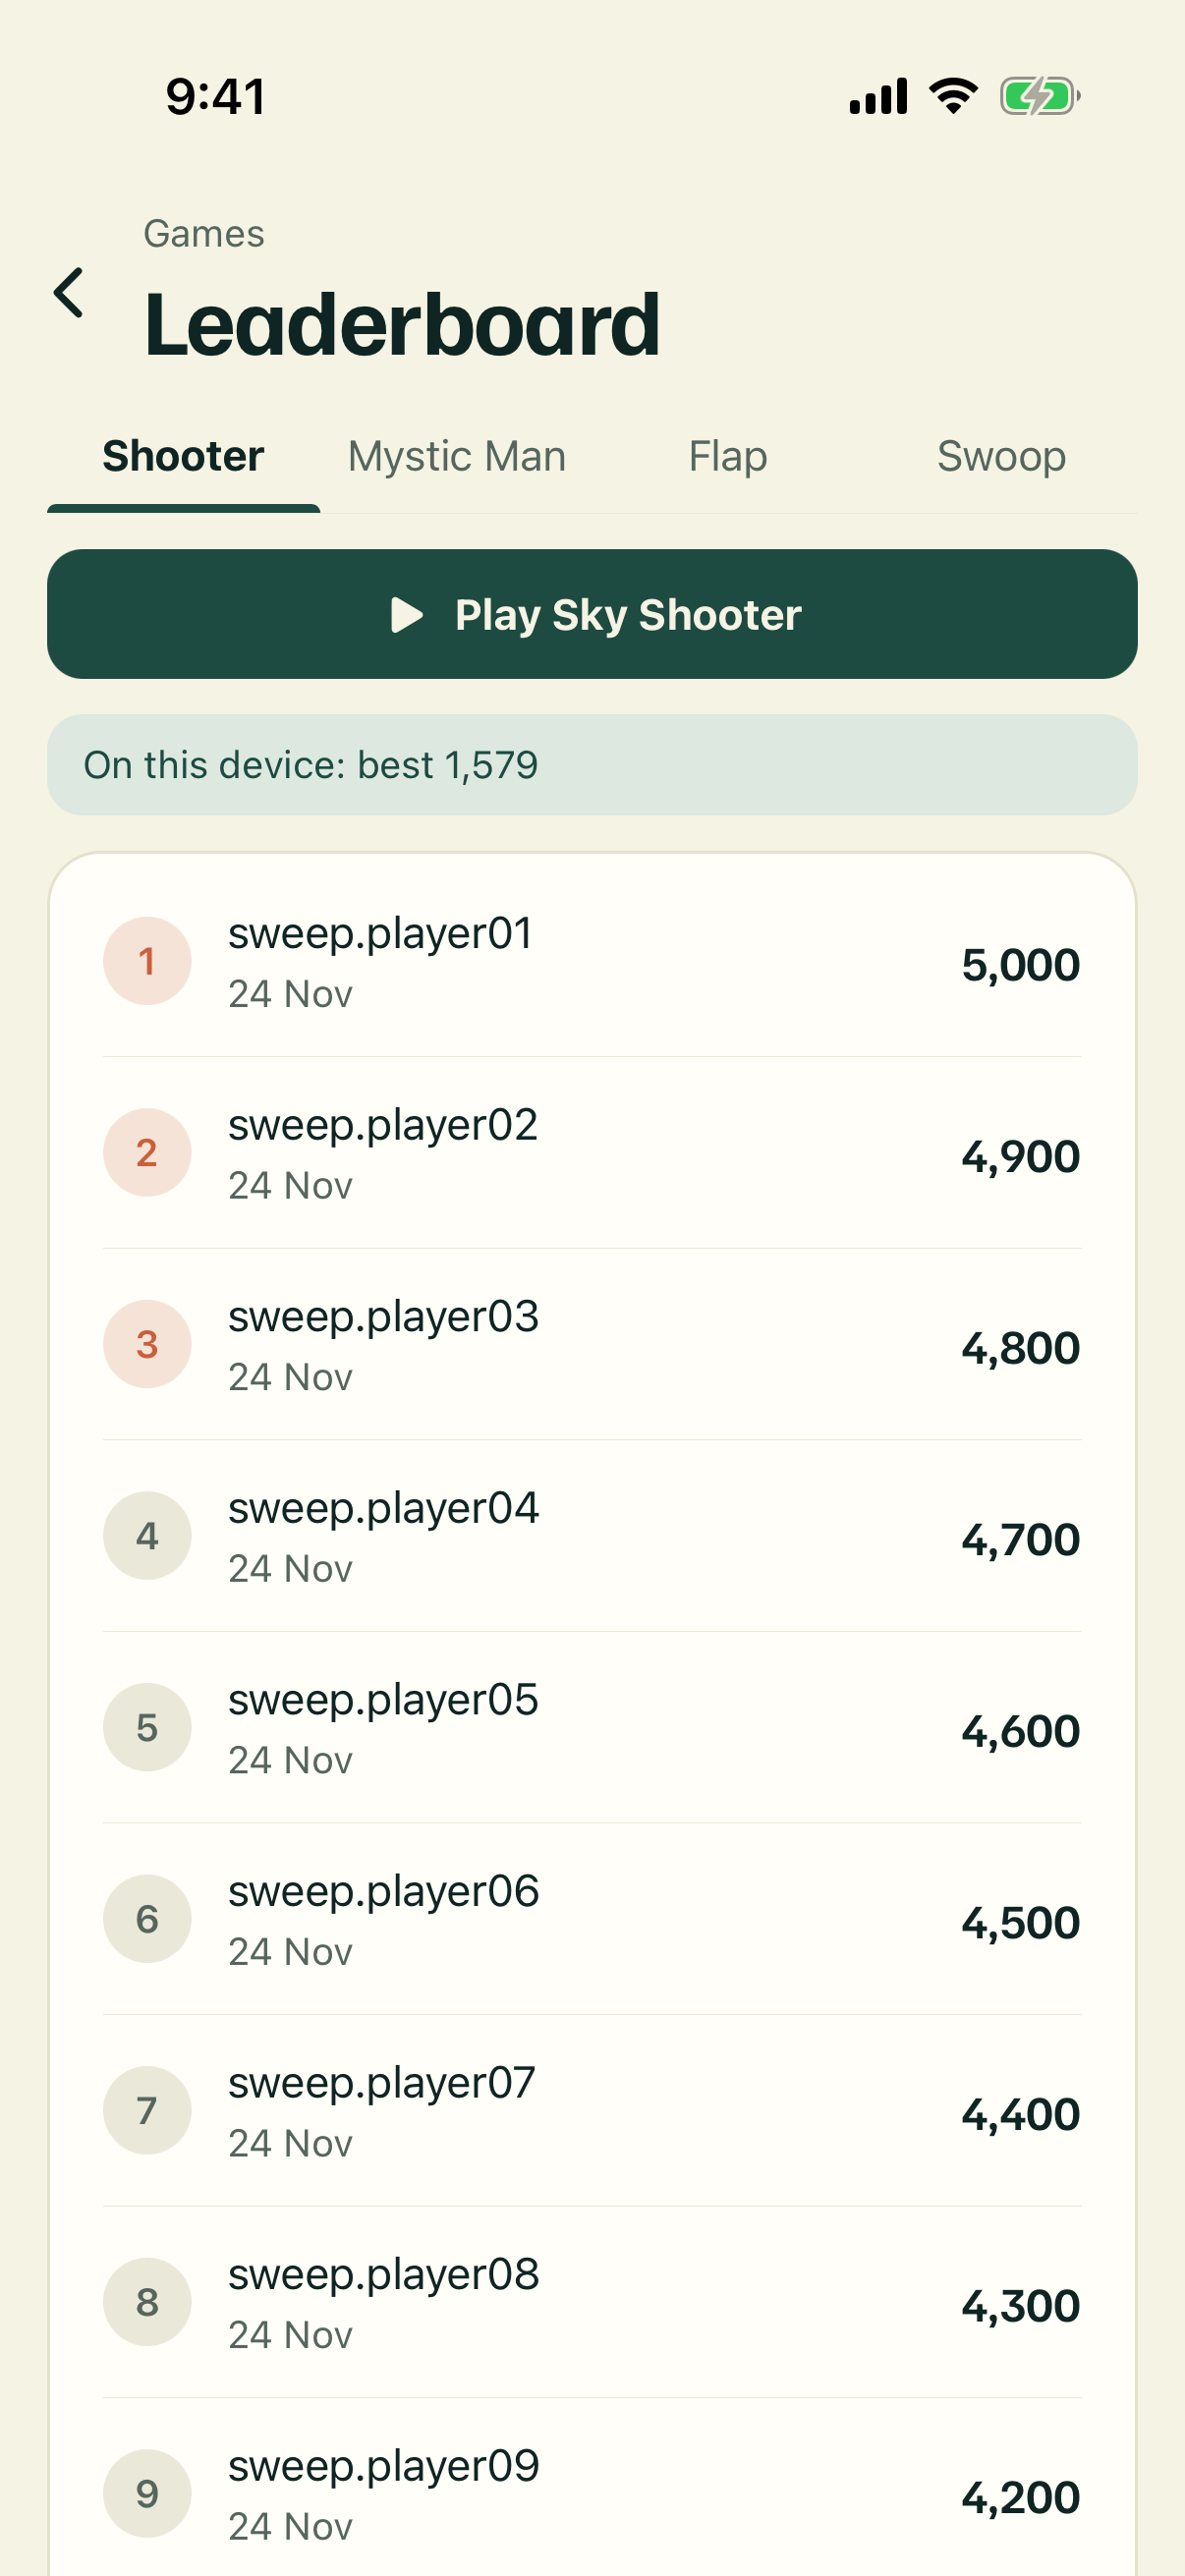 9:41
Games
Leaderboard
Shooter Mystic Man Flap Swoop
Play Sky Shooter
On this device: best 1,579
1 sweep.player01 5,000
24 Nov
2 sweep.player02 4,900
24 Nov
3 sweep.player03 4,800
24 Nov
4 sweep.player04 4,700
24 Nov
5 sweep.player05 4,600
24 Nov
6 sweep.player06 4,500
24 Nov
7 sweep.player07 4,400
24 Nov
8 sweep.player08 4,300
24 Nov
9 sweep.player09 4,200
24 Nov